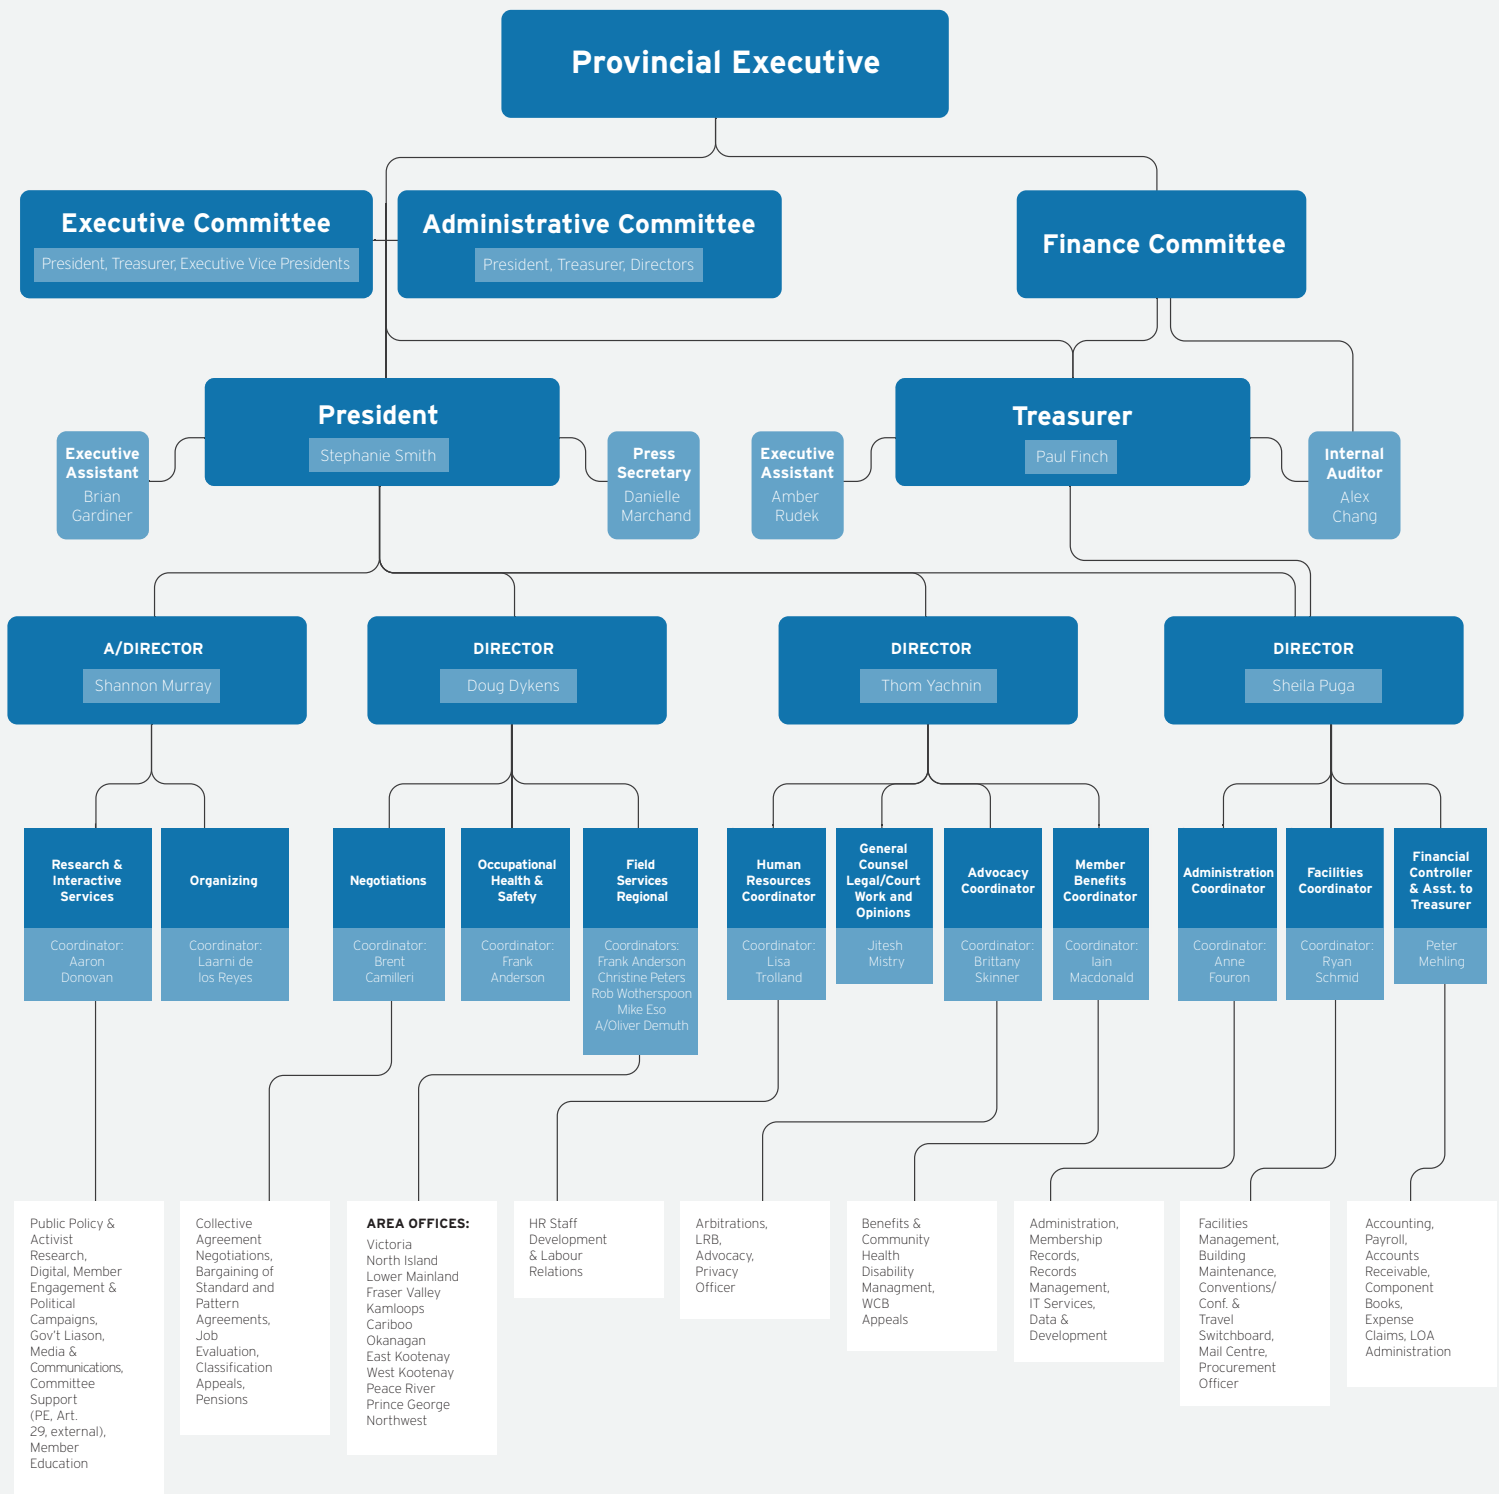 Provincial Executive
Executive Committee
President, Treasurer, Executive Vice Presidents
Administrative Committee
President, Treasurer, Directors
Finance Committee
President
Stephanie Smith
Treasurer
Paul Finch
Executive
Assistant
Brian
Gardiner
Press
Secretary
Danielle
Marchand
Executive
Assistant
Amber
Rudek
Internal
Auditor
Alex
Chang
A/DIRECTOR
Shannon Murray
DIRECTOR
Doug Dykens
DIRECTOR
Thom Yachnin
DIRECTOR
Sheila Puga
Research &
Interactive
Services
Coordinator:
Aaron
Donovan
Organizing
Coordinator:
Laarni de
los Reyes
Negotiations
Coordinator:
Brent
Camilleri
Occupational
Health &
Safety
Coordinator:
Frank
Anderson
Field
Services
Regional
Coordinators:
Frank Anderson
Christine Peters
Rob Wotherspoon
Mike Eso
A/Oliver Demuth
Human
Resources
Coordinator
Coordinator:
Lisa
Trolland
General
Counsel
Legal/Court
Work and
Opinions
Jitesh
Mistry
Advocacy
Coordinator
Coordinator:
Brittany
Skinner
Member
Benefits
Coordinator
Coordinator:
Iain
Macdonald
Administration
Coordinator
Coordinator:
Anne
Fouron
Facilities
Coordinator
Coordinator:
Ryan
Schmid
Financial
Controller
& Asst. to
Treasurer
Peter
Mehling
Public Policy &
Activist
Research,
Digital, Member
Engagement &
Political
Campaigns,
Gov't Liason,
Media &
Communications,
Committee
Support
(PE, Art.
29, external),
Member
Education
Collective
Agreement
Negotiations,
Bargaining of
Standard and
Pattern
Agreements,
Job
Evaluation,
Classification
Appeals,
Pensions
AREA OFFICES:
Victoria
North Island
Lower Mainland
Fraser Valley
Kamloops
Cariboo
Okanagan
East Kootenay
West Kootenay
Peace River
Prince George
Northwest
HR Staff
Development
& Labour
Relations
Arbitrations,
LRB,
Advocacy,
Privacy
Officer
Benefits &
Community
Health
Disability
Managment,
WCB
Appeals
Administration,
Membership
Records,
Records
Management,
IT Services,
Data &
Development
Facilities
Management,
Building
Maintenance,
Conventions/
Conf. &
Travel
Switchboard,
Mail Centre,
Procurement
Officer
Accounting,
Payroll,
Accounts
Receivable,
Component
Books,
Expense
Claims, LOA
Administration